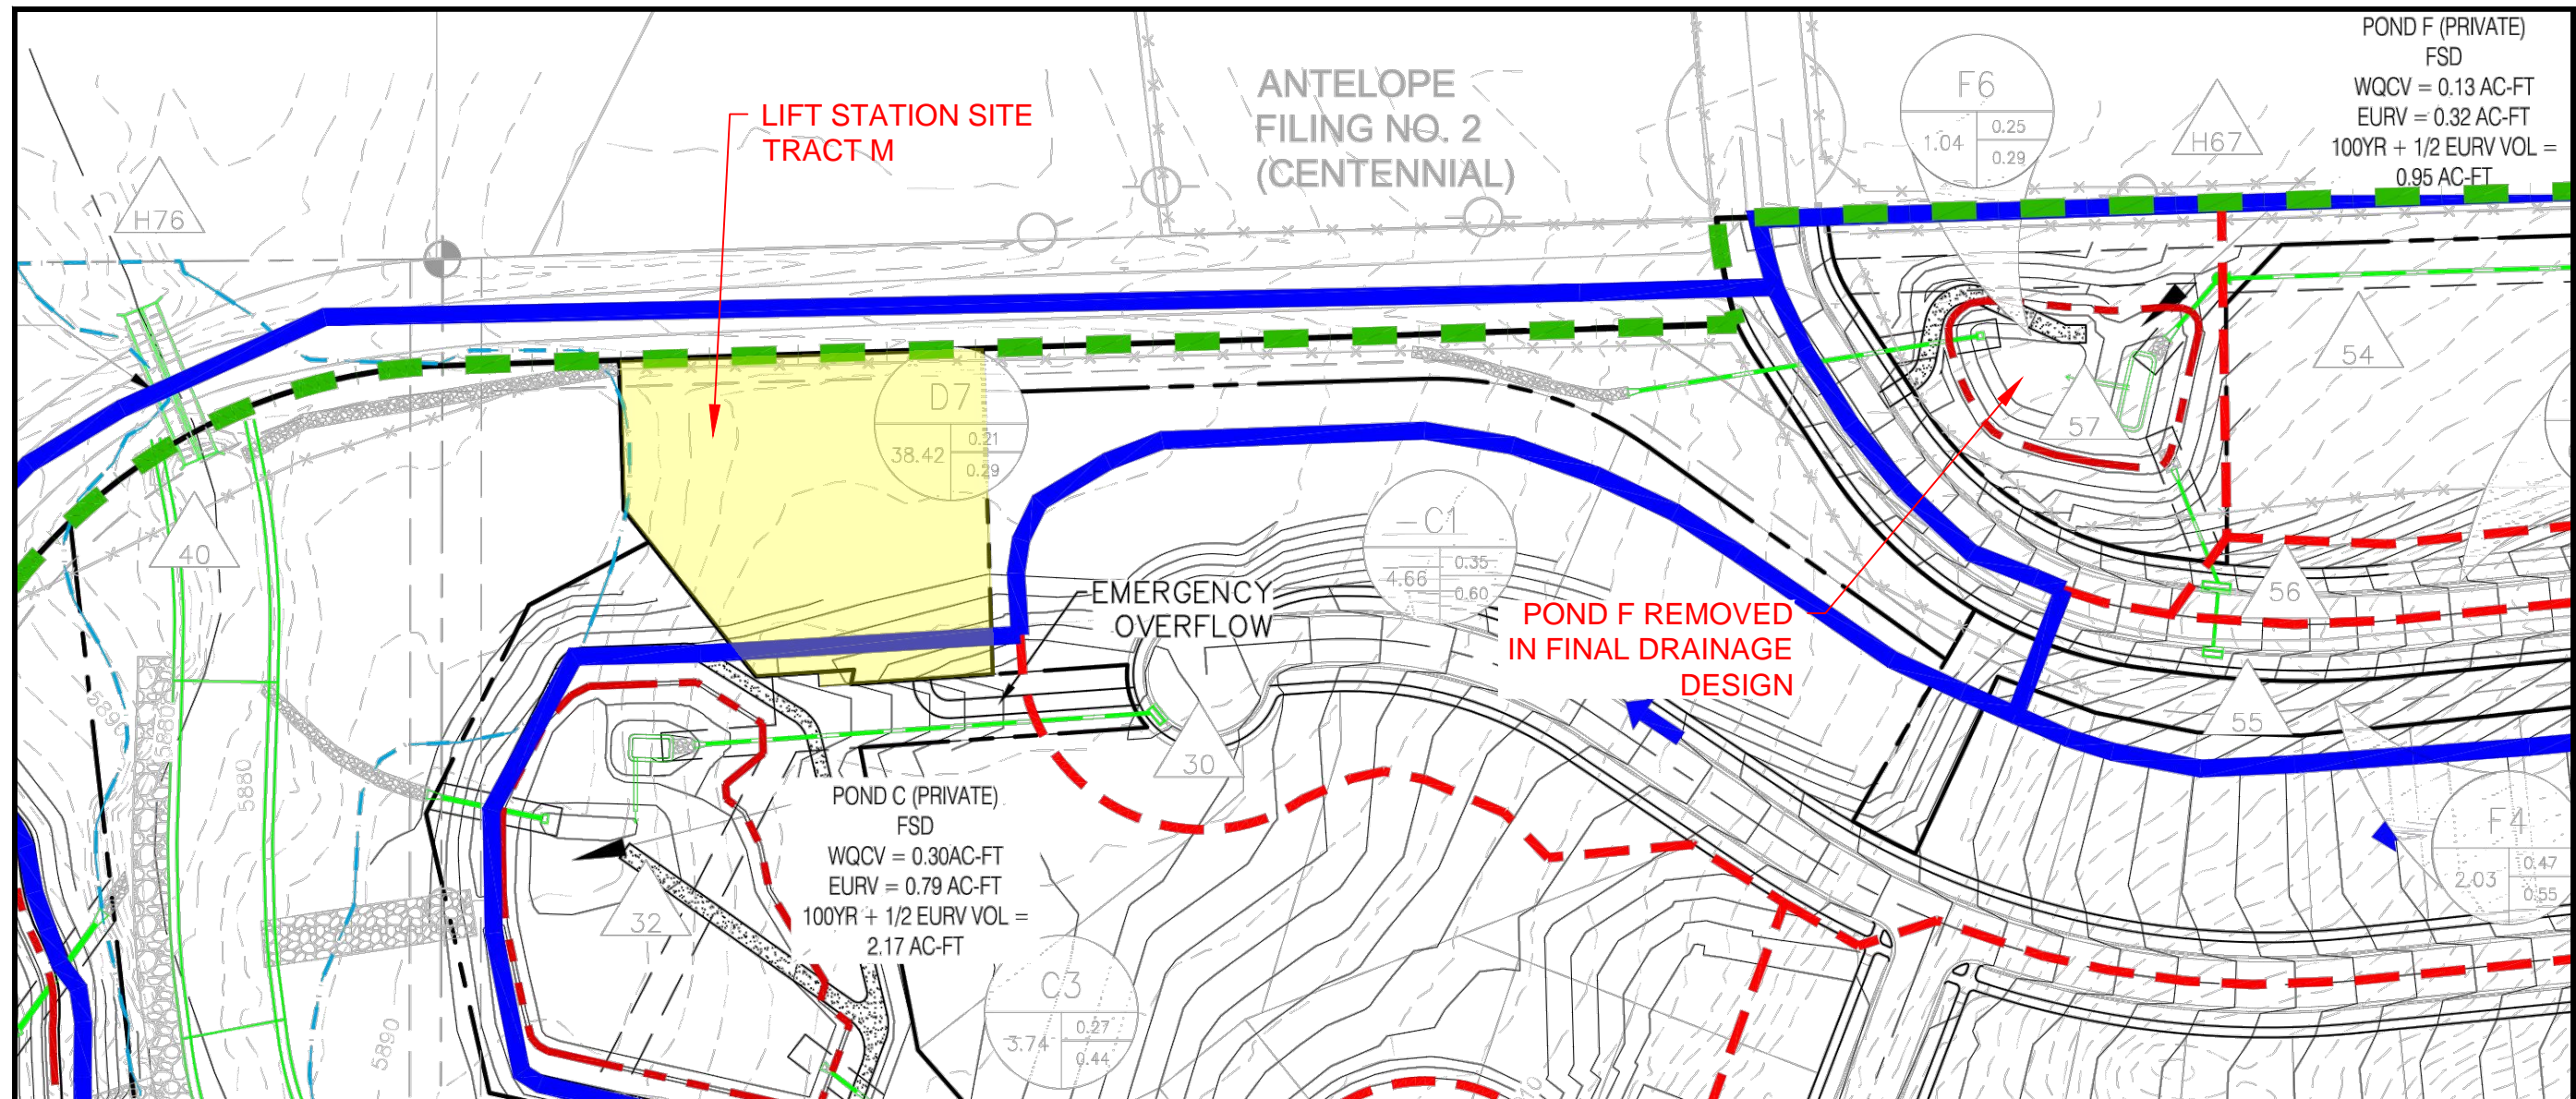 POND F (PRIVATE)
FSD
WQCV = 0.13 AC-FT
EURV = 0.32 AC-FT
100YR + 1/2 EURV VOL =
0.95 AC-FT
LIFT STATION SITE
TRACT M
ANTELOPE
FILING NO. 2
(CENTENNIAL)
F6
1.04
0.25
0.29
H67
H76
54
57
D7
38.42
0.21
0.29
C1
4.66
0.35
0.60
40
56
EMERGENCY
OVERFLOW
POND F REMOVED
IN FINAL DRAINAGE
DESIGN
55
30
5890
5880
5880
POND C (PRIVATE)
FSD
WQCV = 0.30AC-FT
EURV = 0.79 AC-FT
100YR + 1/2 EURV VOL =
2.17 AC-FT
32
F4
2.03
0.47
0.55
C3
3.74
0.27
0.44
5890